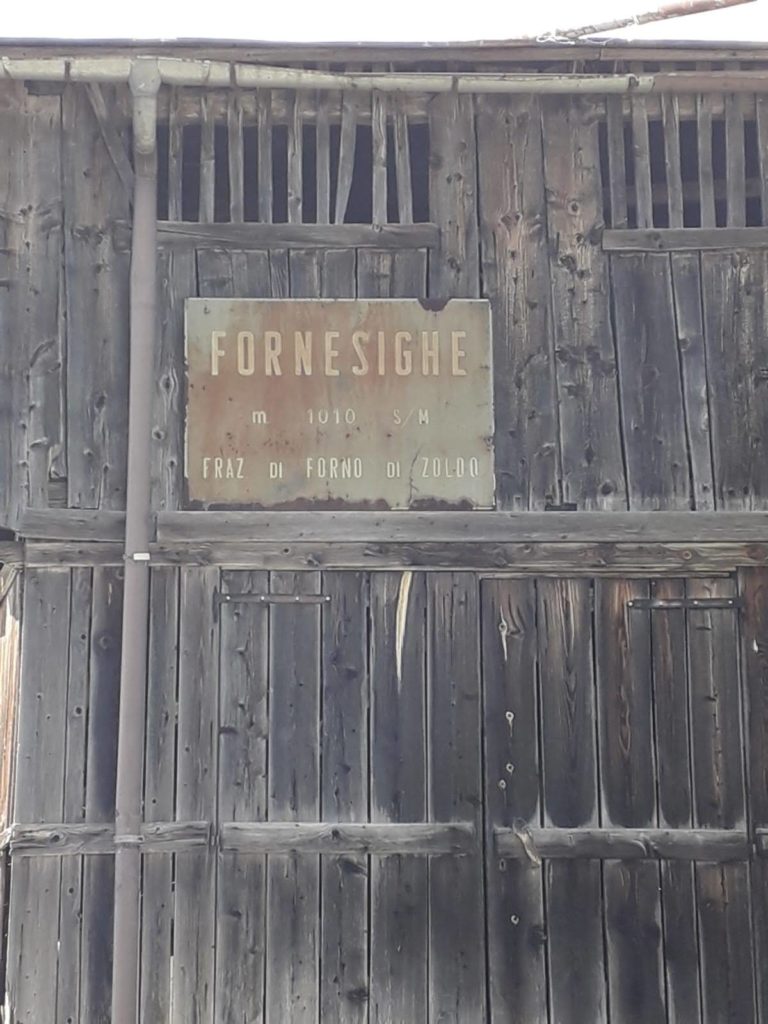 FORNESIGHE
m 1010 S/M
FRAZ DI FORNO DI ZOLDO